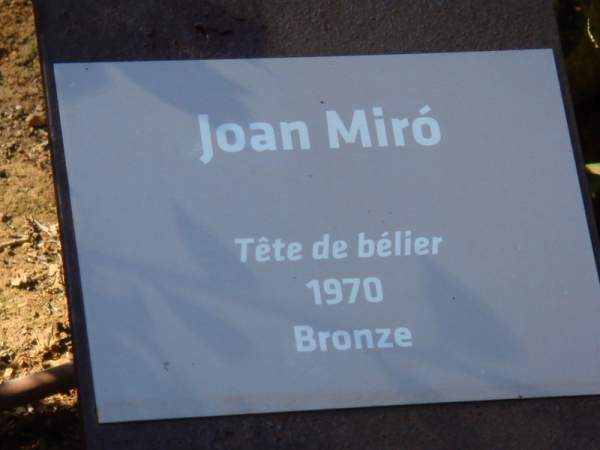 Joan Miró
Tête de bélier
1970
Bronze